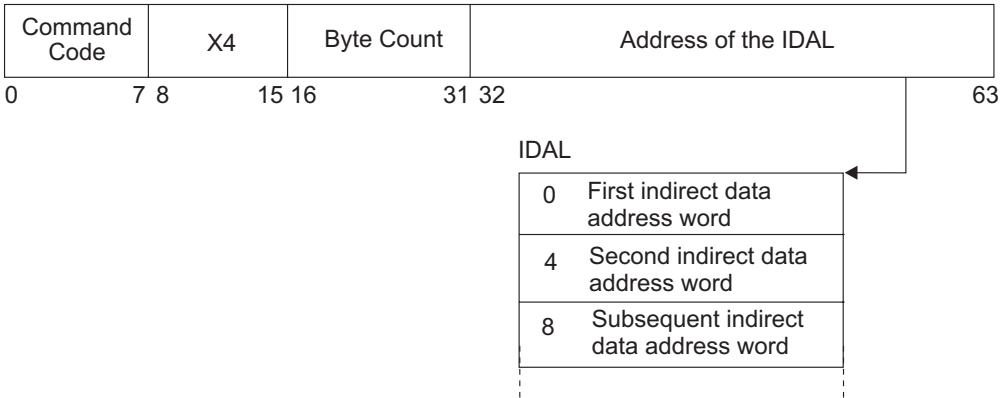 Command
Code
X4
Byte Count
Address of the IDAL
0
7 8
15 16
31 32
63
IDAL
0
First indirect data
address word
4
Second indirect data
address word
8
Subsequent indirect
data address word